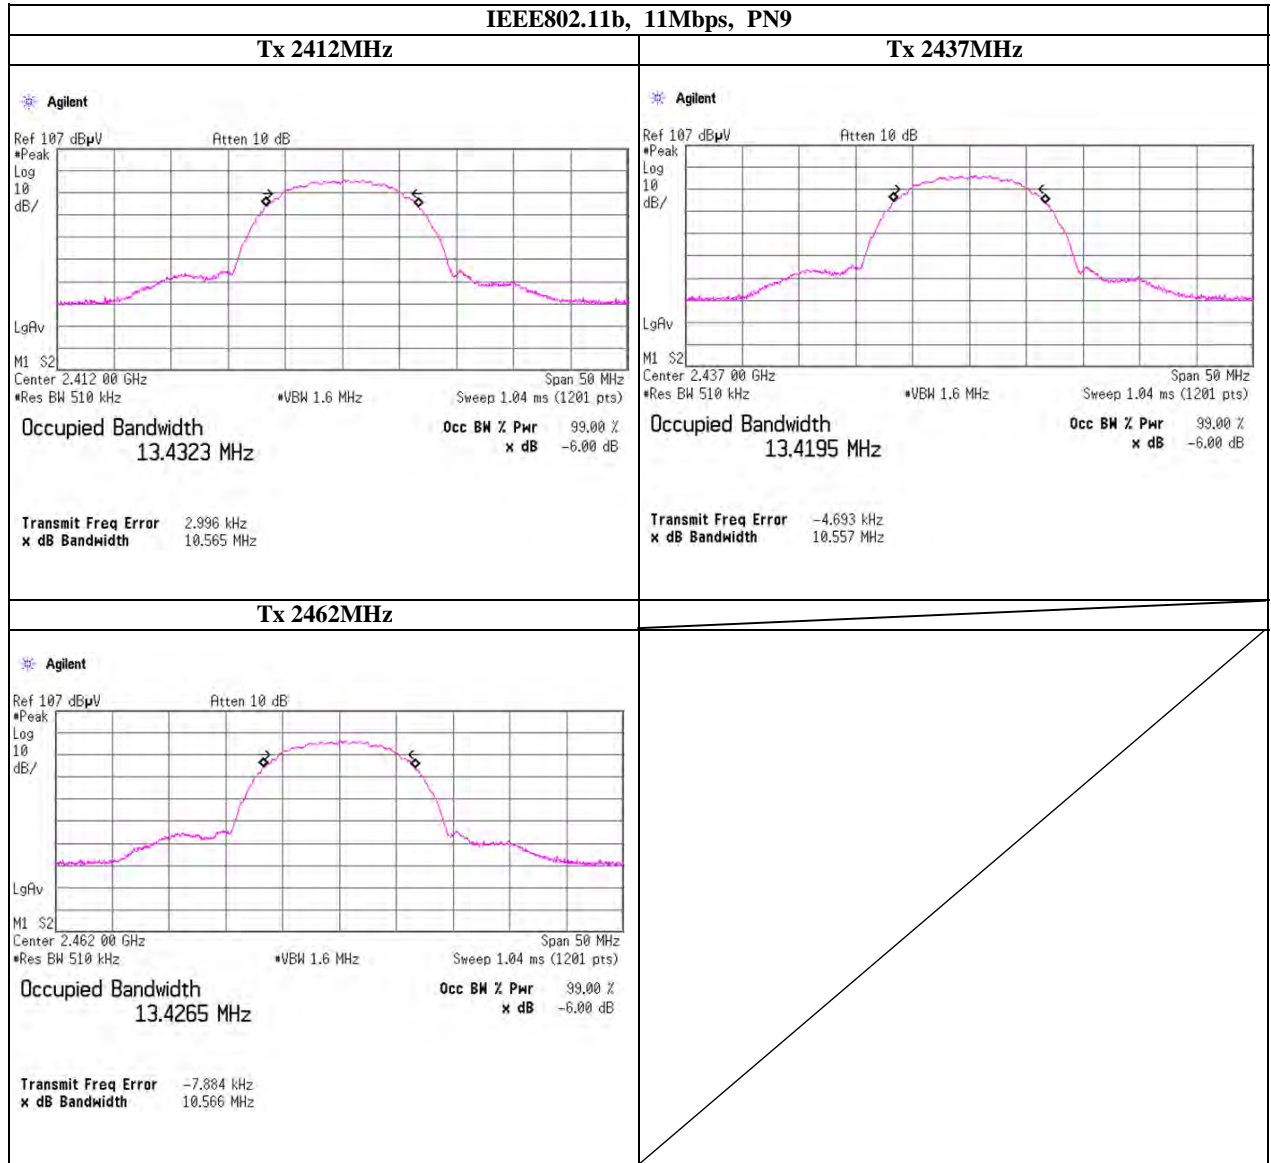 IEEE802.11b, 11Mbps, PN9
Tx 2412MHz
Agilent
Ref 107 dBµV Atten 10 dB
#Peak
Log
10
dB/
LgAv
M1 S2
Center 2.412 00 GHz Span 50 MHz
#Res BW 510 kHz #VBW 1.6 MHz Sweep 1.04 ms (1201 pts)
Occupied Bandwidth Occ BW % Pwr 99.00 %
13.4323 MHz x dB -6.00 dB
Transmit Freq Error 2.996 kHz
x dB Bandwidth 10.565 MHz
Tx 2437MHz
Agilent
Ref 107 dBµV Atten 10 dB
#Peak
Log
10
dB/
LgAv
M1 S2
Center 2.437 00 GHz Span 50 MHz
#Res BW 510 kHz #VBW 1.6 MHz Sweep 1.04 ms (1201 pts)
Occupied Bandwidth Occ BW % Pwr 99.00 %
13.4195 MHz x dB -6.00 dB
Transmit Freq Error -4.693 kHz
x dB Bandwidth 10.557 MHz
Tx 2462MHz
Agilent
Ref 107 dBµV Atten 10 dB
#Peak
Log
10
dB/
LgAv
M1 S2
Center 2.462 00 GHz Span 50 MHz
#Res BW 510 kHz #VBW 1.6 MHz Sweep 1.04 ms (1201 pts)
Occupied Bandwidth Occ BW % Pwr 99.00 %
13.4265 MHz x dB -6.00 dB
Transmit Freq Error -7.884 kHz
x dB Bandwidth 10.566 MHz